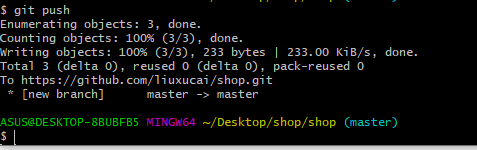 $ git push
Enumerating objects: 3, done.
Counting objects: 100% (3/3), done.
Writing objects: 100% (3/3), 233 bytes | 233.00 KiB/s, done.
Total 3 (delta 0), reused 0 (delta 0), pack-reused 0
To https://github.com/liuxucai/shop.git
 * [new branch]      master -> master

ASUS@DESKTOP-8BUBFB5 MINGW64 ~/Desktop/shop/shop (master)
$